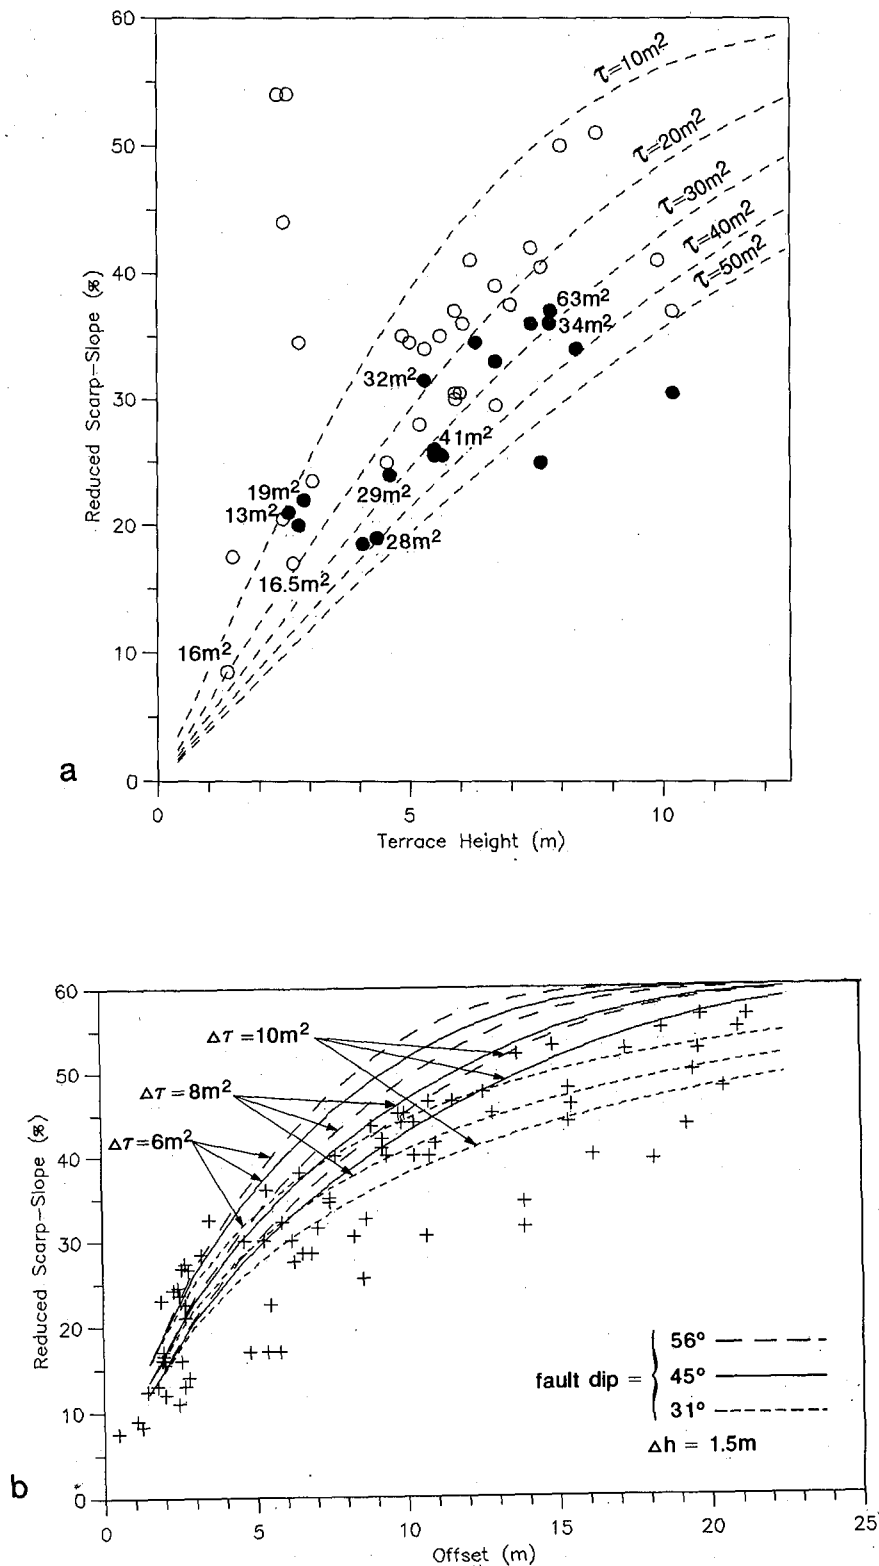 60
50
40
30
20
10
0
Reduced Scarp-Slope (%)
τ=10m²
τ=20m²
τ=30m²
τ=40m²
τ=50m²
63m²
34m²
32m²
41m²
19m²
29m²
13m²
28m²
16.5m²
16m²
a
0 5 10
Terrace Height (m)
60
50
40
30
20
10
0
Reduced Scarp-Slope (%)
Δτ=10m²
Δτ=8m²
Δτ=6m²
fault dip =
56°
45°
31°
Δh = 1.5m
b
0 5 10 15 20 25
Offset (m)